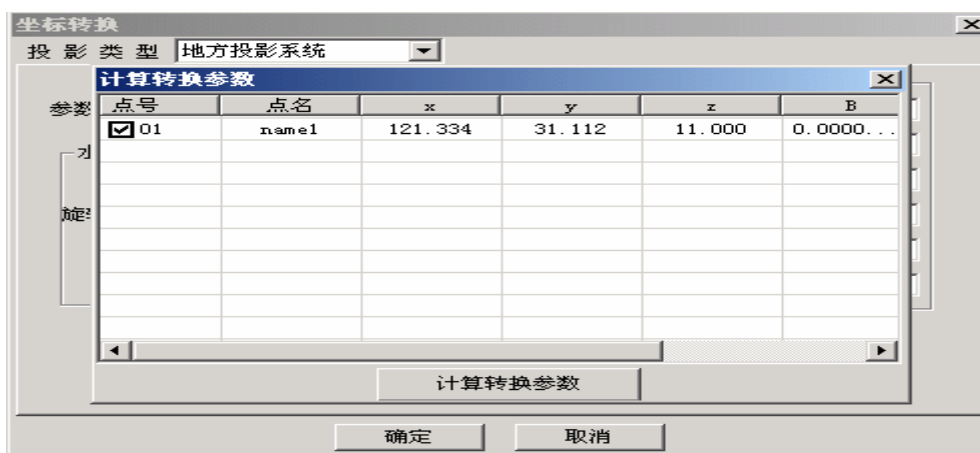 坐标转换
投 影 类 型 地方投影系统
计算转换参数
参数 点号 点名 x y z B
01 name1 121.334 31.112 11.000 0.0000...
计算转换参数
确定 取消